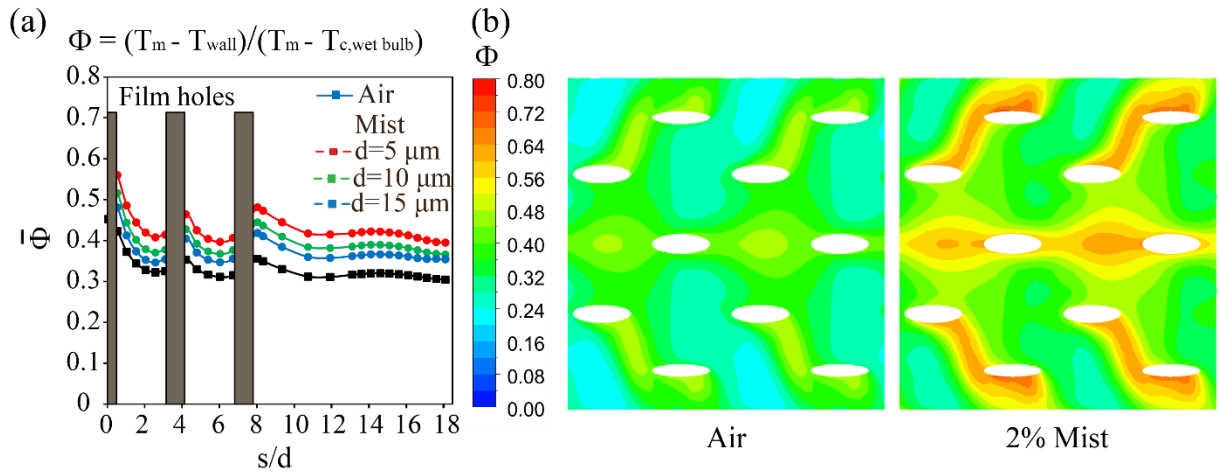 (a)
Φ = (Tm - Twall)/(Tm - Tc,wet bulb)
0.8
0.7
0.6
0.5
0.4
0.3
0.2
0.1
0
Φ̄
Film holes
Air
Mist
d=5 μm
d=10 μm
d=15 μm
0 2 4 6 8 10 12 14 16 18
s/d
(b)
Φ
0.80
0.72
0.64
0.56
0.48
0.40
0.32
0.24
0.16
0.08
0.00
Air
2% Mist